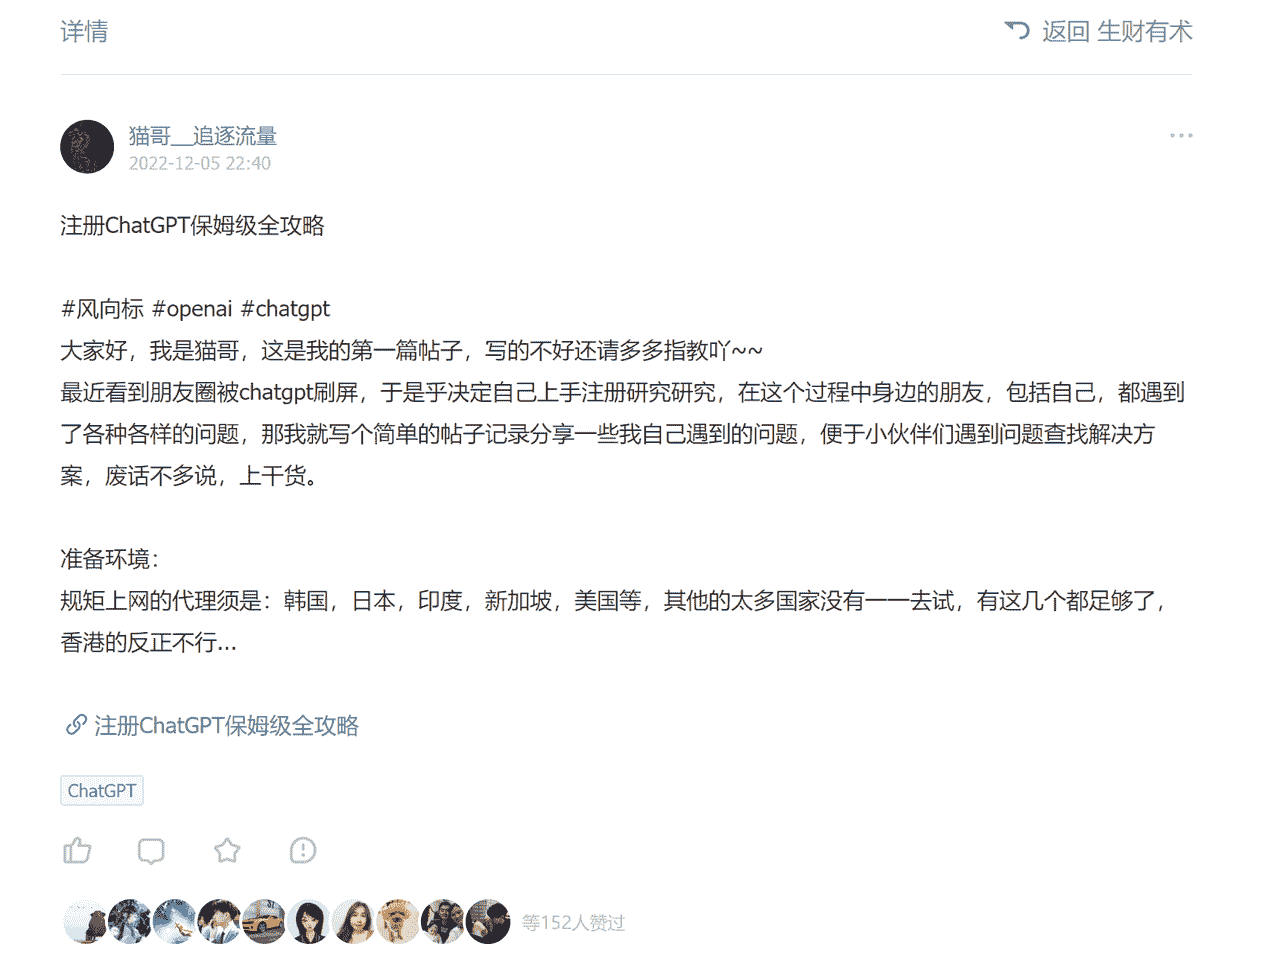 详情
返回 生财有术
猫哥__追逐流量
2022-12-05 22:40
注册ChatGPT保姆级全攻略
#风向标 #openai #chatgpt
大家好，我是猫哥，这是我的第一篇帖子，写的不好还请多多指教吖~~
最近看到朋友圈被chatgpt刷屏，于是乎决定自己上手注册研究研究，在这个过程中身边的朋友，包括自己，都遇到
了各种各样的问题，那我就写个简单的帖子记录分享一些我自己遇到的问题，便于小伙伴们遇到问题查找解决方
案，废话不多说，上干货。
准备环境：
规矩上网的代理须是：韩国，日本，印度，新加坡，美国等，其他的太多国家没有一一去试，有这几个都足够了，
香港的反正不行...
注册ChatGPT保姆级全攻略
ChatGPT
等152人赞过